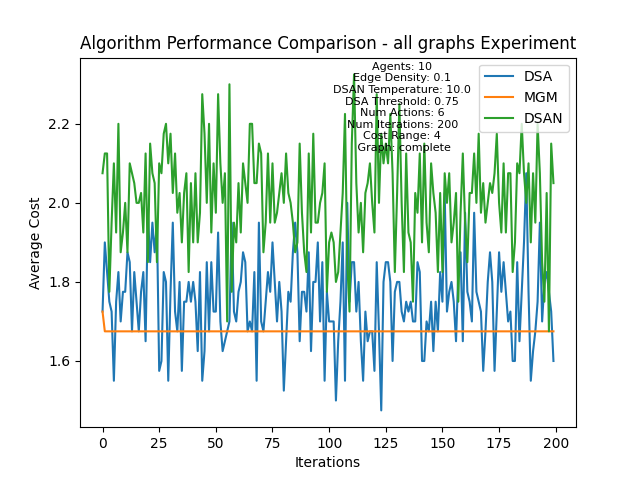 Algorithm Performance Comparison - all graphs Experiment
Agents: 10
Edge Density: 0.1
DSAN Temperature: 10.0
DSA Threshold: 0.75
Num Actions: 6
Num Iterations: 200
Cost Range: 4
Graph: complete
DSA
MGM
DSAN
Average Cost
2.2
2.0
1.8
1.6
0
25
50
75
100
125
150
175
200
Iterations